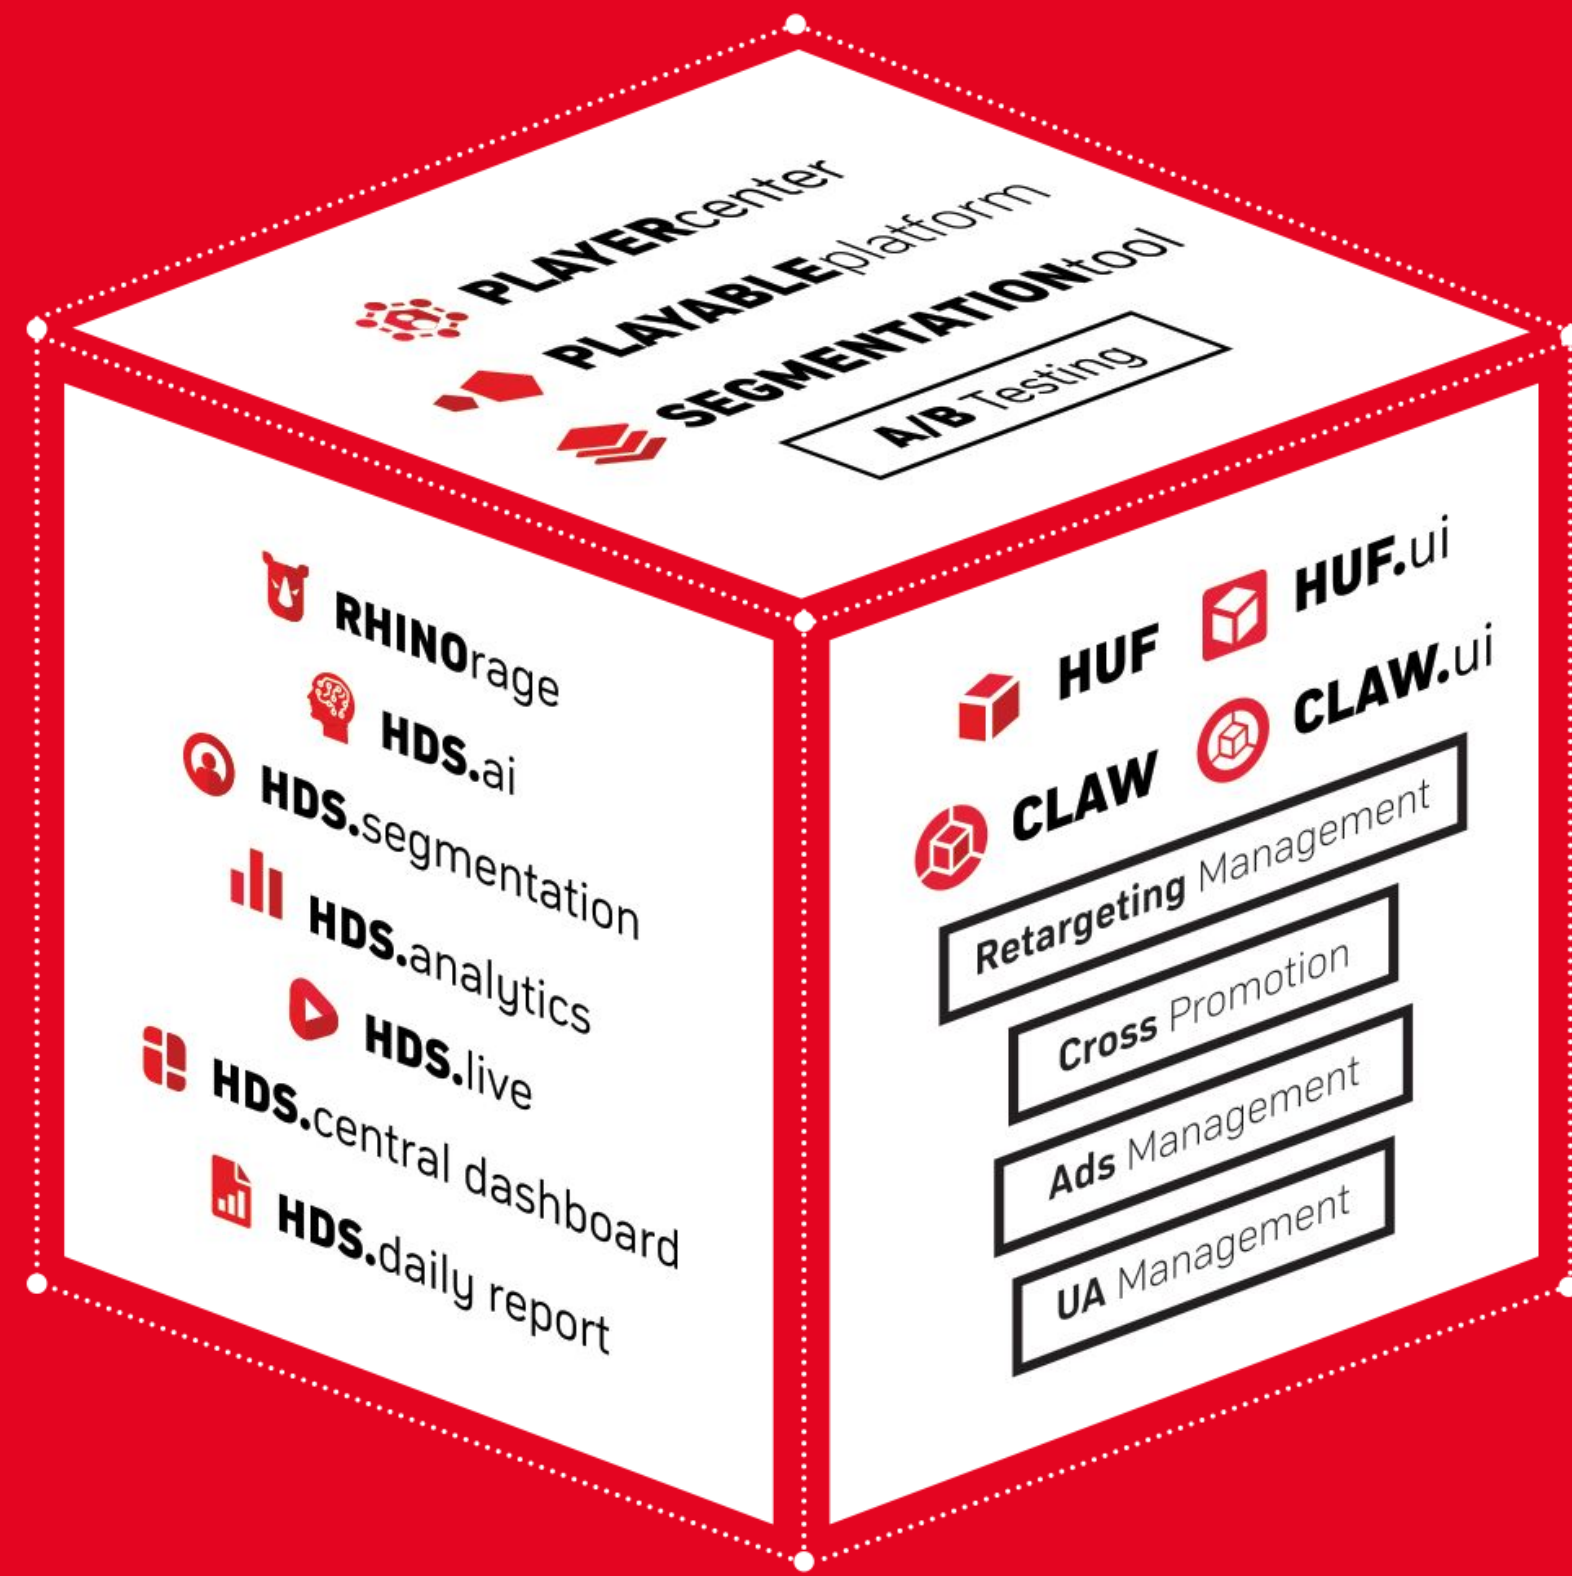 PLAYERcenter
PLAYABLEplatform
SEGMENTATIONtool
A/B Testing
RHINOrage
HDS.ai
HDS.segmentation
HDS.analytics
HDS.live
HDS.central dashboard
HDS.daily report
HUF
HUF.ui
CLAW
CLAW.ui
Retargeting Management
Cross Promotion
Ads Management
UA Management